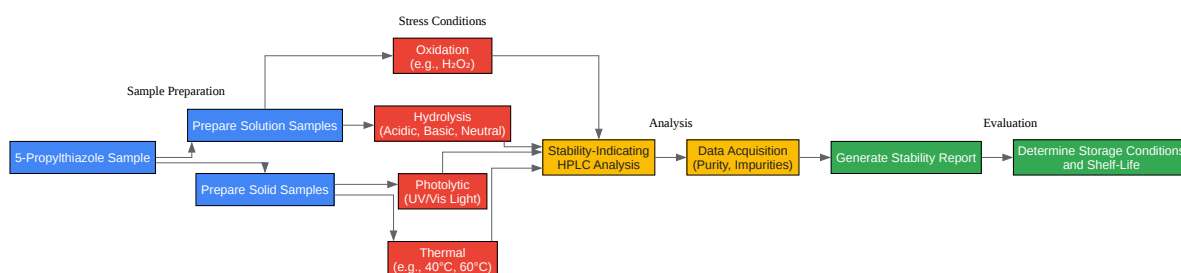 Stress Conditions
Oxidation
(e.g., H₂O₂)
Sample Preparation
Prepare Solution Samples
Hydrolysis
(Acidic, Basic, Neutral)
Analysis
Evaluation
5-Propylthiazole Sample
Stability-Indicating
HPLC Analysis
Data Acquisition
(Purity, Impurities)
Generate Stability Report
Determine Storage Conditions
and Shelf-Life
Prepare Solid Samples
Photolytic
(UV/Vis Light)
Thermal
(e.g., 40°C, 60°C)